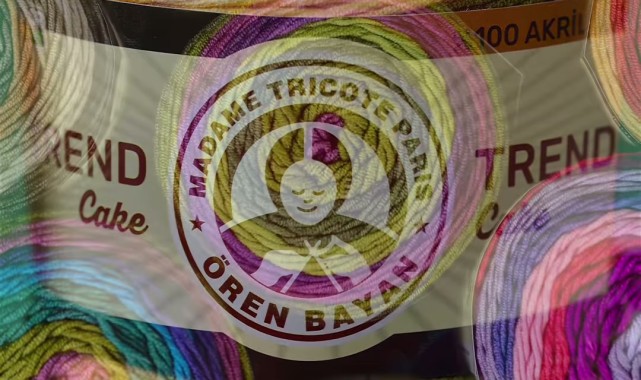 100 AKRİL
MADAME TRICOTE PARIS
TREND
Cake
TREND
ÖREN BAYAN